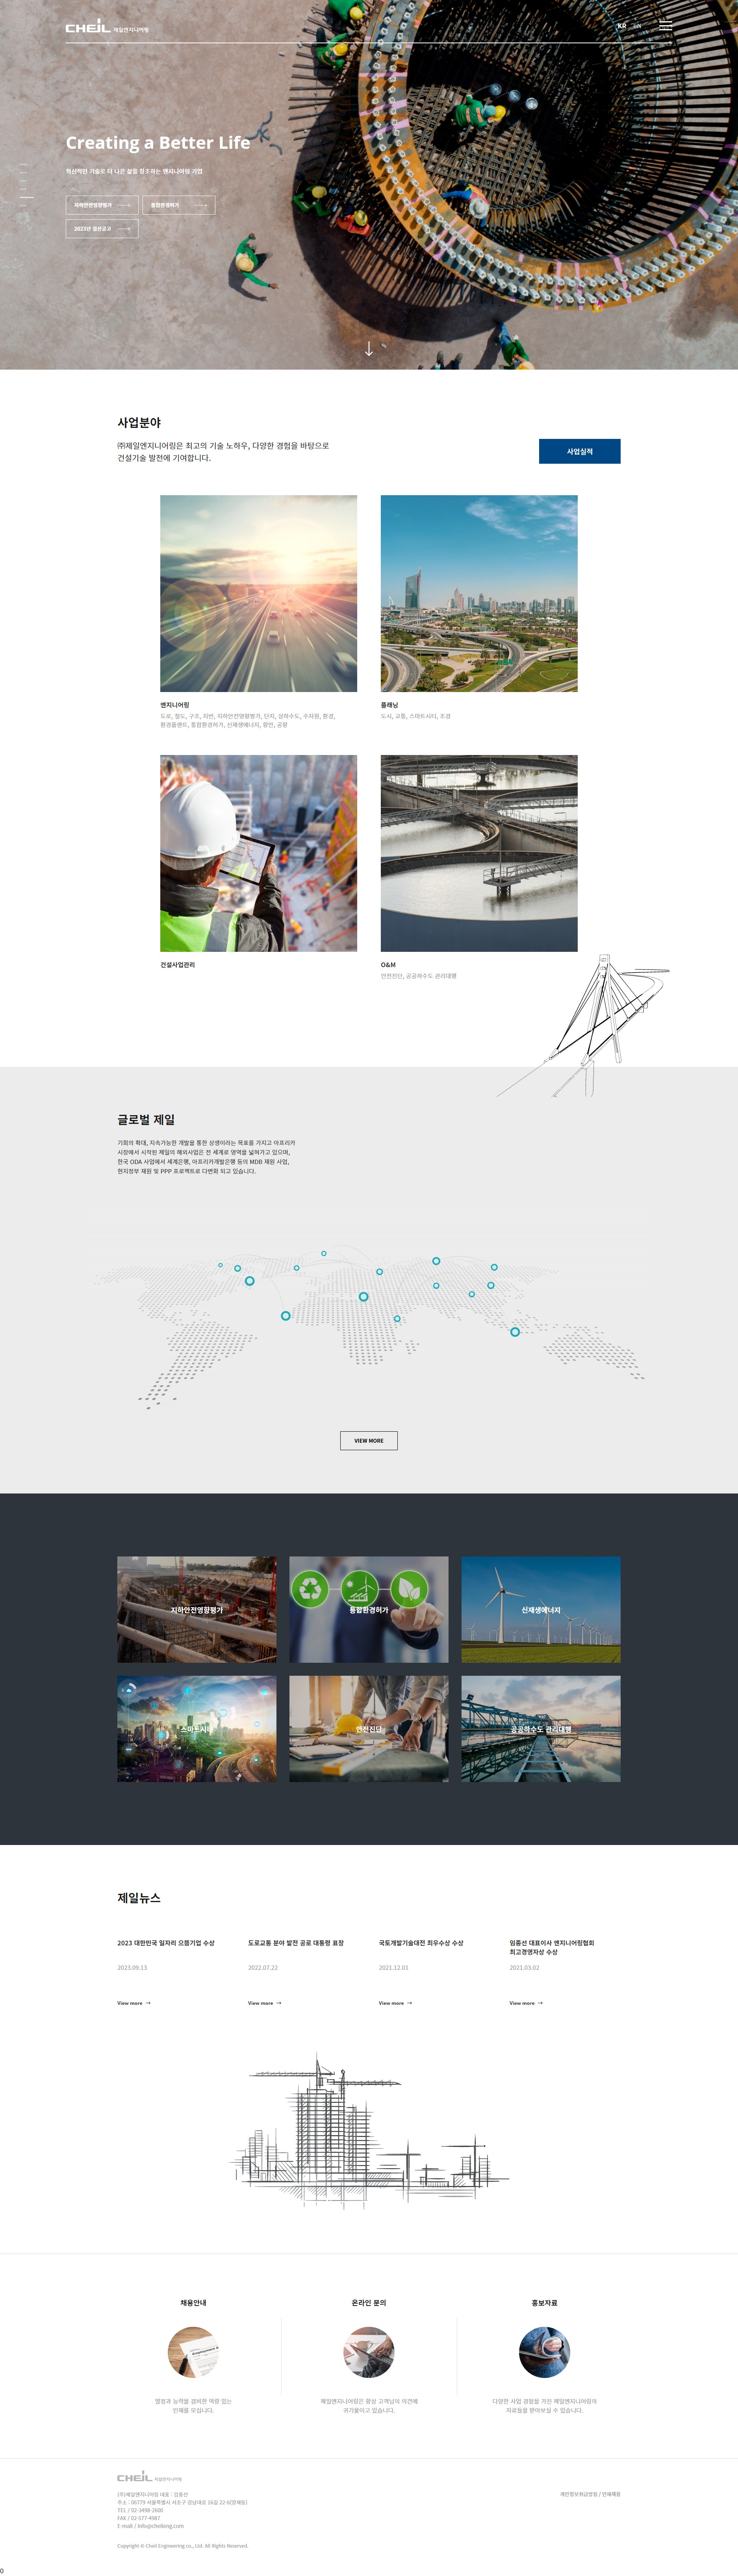 CHEIL 제일엔지니어링
KR EN
Creating a Better Life
혁신적인 기술로 더 나은 삶을 창조하는 엔지니어링 기업
지하안전영향평가
통합환경허가
2023년 결산공고
사업분야
㈜제일엔지니어링은 최고의 기술 노하우, 다양한 경험을 바탕으로
건설기술 발전에 기여합니다.
사업실적
엔지니어링
도로, 철도, 구조, 지반, 지하안전영향평가, 단지, 상하수도, 수자원, 환경,
환경플랜트, 통합환경허가, 신재생에너지, 항만, 공항
플래닝
도시, 교통, 스마트시티, 조경
건설사업관리
O&M
안전진단, 공공하수도 관리대행
글로벌 제일
기회의 확대, 지속가능한 개발을 통한 상생이라는 목표를 가지고 아프리카
시장에서 시작된 제일의 해외사업은 전 세계로 영역을 넓혀가고 있으며,
한국 ODA 사업에서 세계은행, 아프리카개발은행 등의 MDB 재원 사업,
현지정부 재원 및 PPP 프로젝트로 다변화 되고 있습니다.
VIEW MORE
지하안전영향평가
통합환경허가
신재생에너지
스마트시티
안전진단
공공하수도 관리대행
제일뉴스
2023 대한민국 일자리 으뜸기업 수상
2023.09.13
View more →
도로교통 분야 발전 공로 대통령 표창
2022.07.22
View more →
국토개발기술대전 최우수상 수상
2021.12.01
View more →
임종선 대표이사 엔지니어링협회
최고경영자상 수상
2021.03.02
View more →
채용안내
열정과 능력을 겸비한 역량 있는
인재를 모십니다.
온라인 문의
제일엔지니어링은 항상 고객님의 의견에
귀기울이고 있습니다.
홍보자료
다양한 사업 경험을 가진 제일엔지니어링의
자료들을 받아보실 수 있습니다.
CHEIL 제일엔지니어링
(주)제일엔지니어링 대표 : 임종선
주소 : 06779 서울특별시 서초구 강남대로 16길 22-6(양재동)
TEL / 02-3498-2600
FAX / 02-577-4987
E-mail / info@cheileng.com
개인정보취급방침 / 인재채용
Copyright © Cheil Engineering co., Ltd. All Rights Reserved.
0